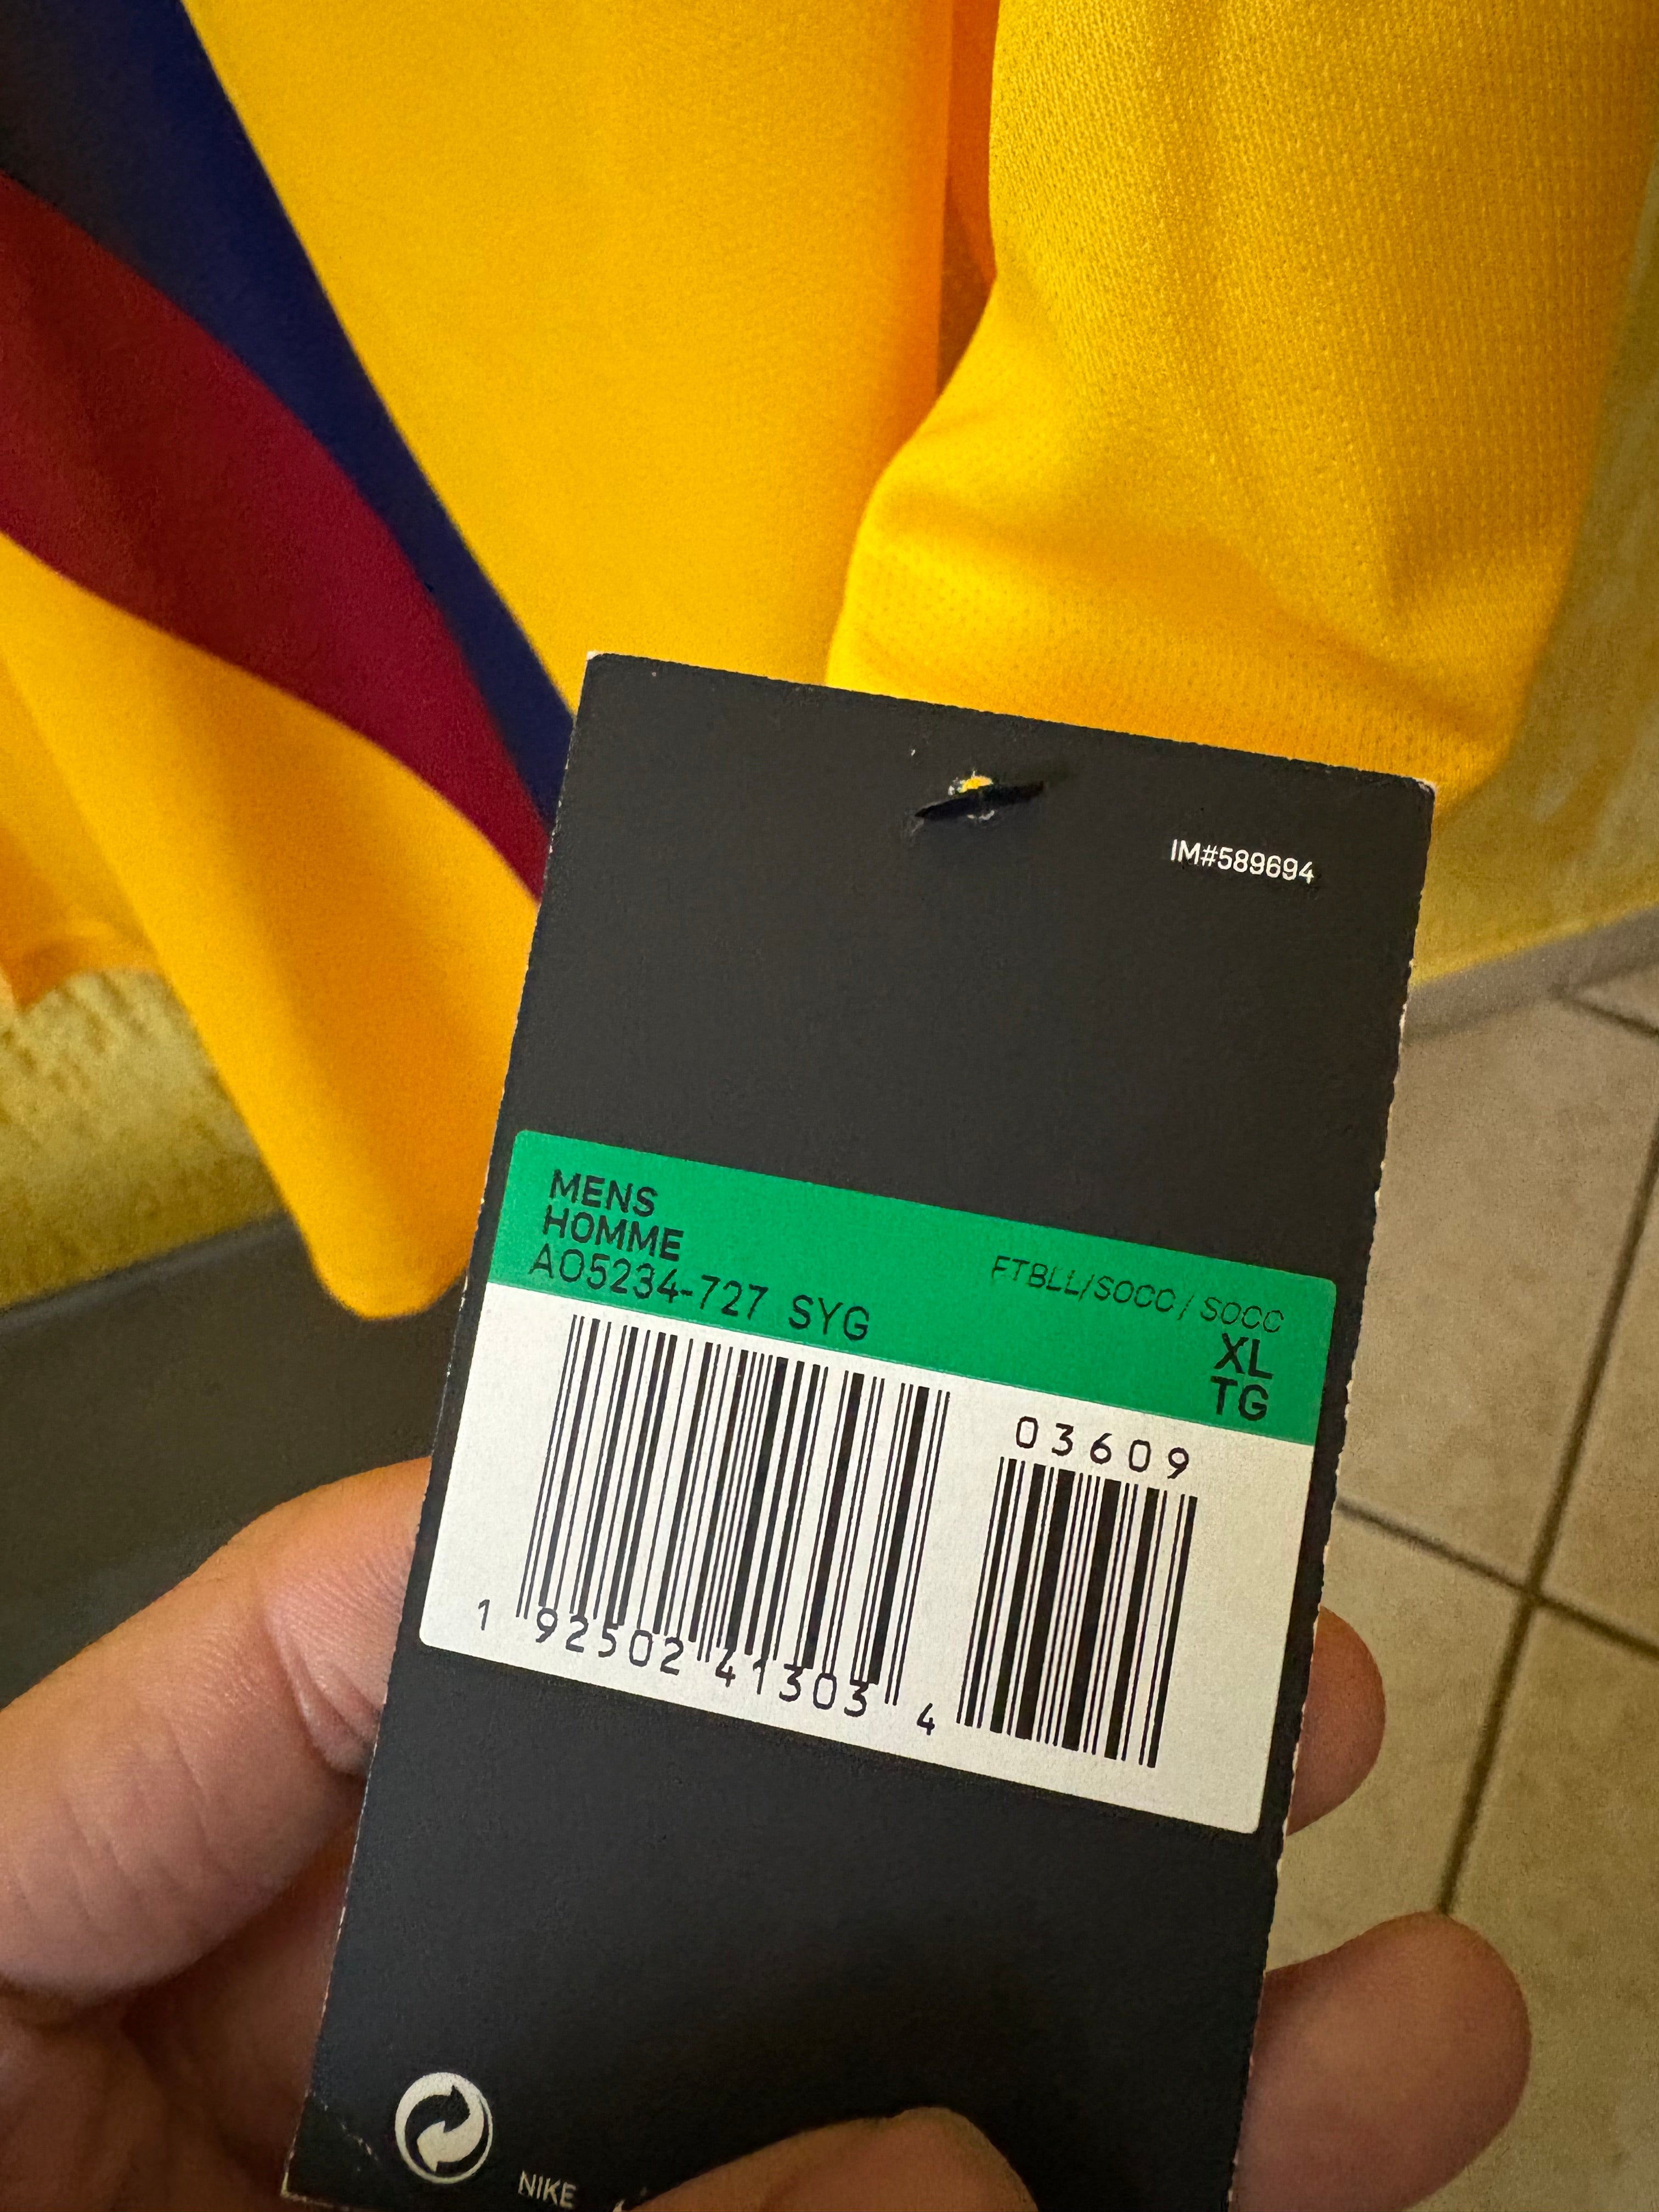 IM#589694
MENS
HOMME
AO5234-727 SYG
FTBLL/SOCC / SOCC
XL
TG
03609
1 92502 41303 4
NIKE